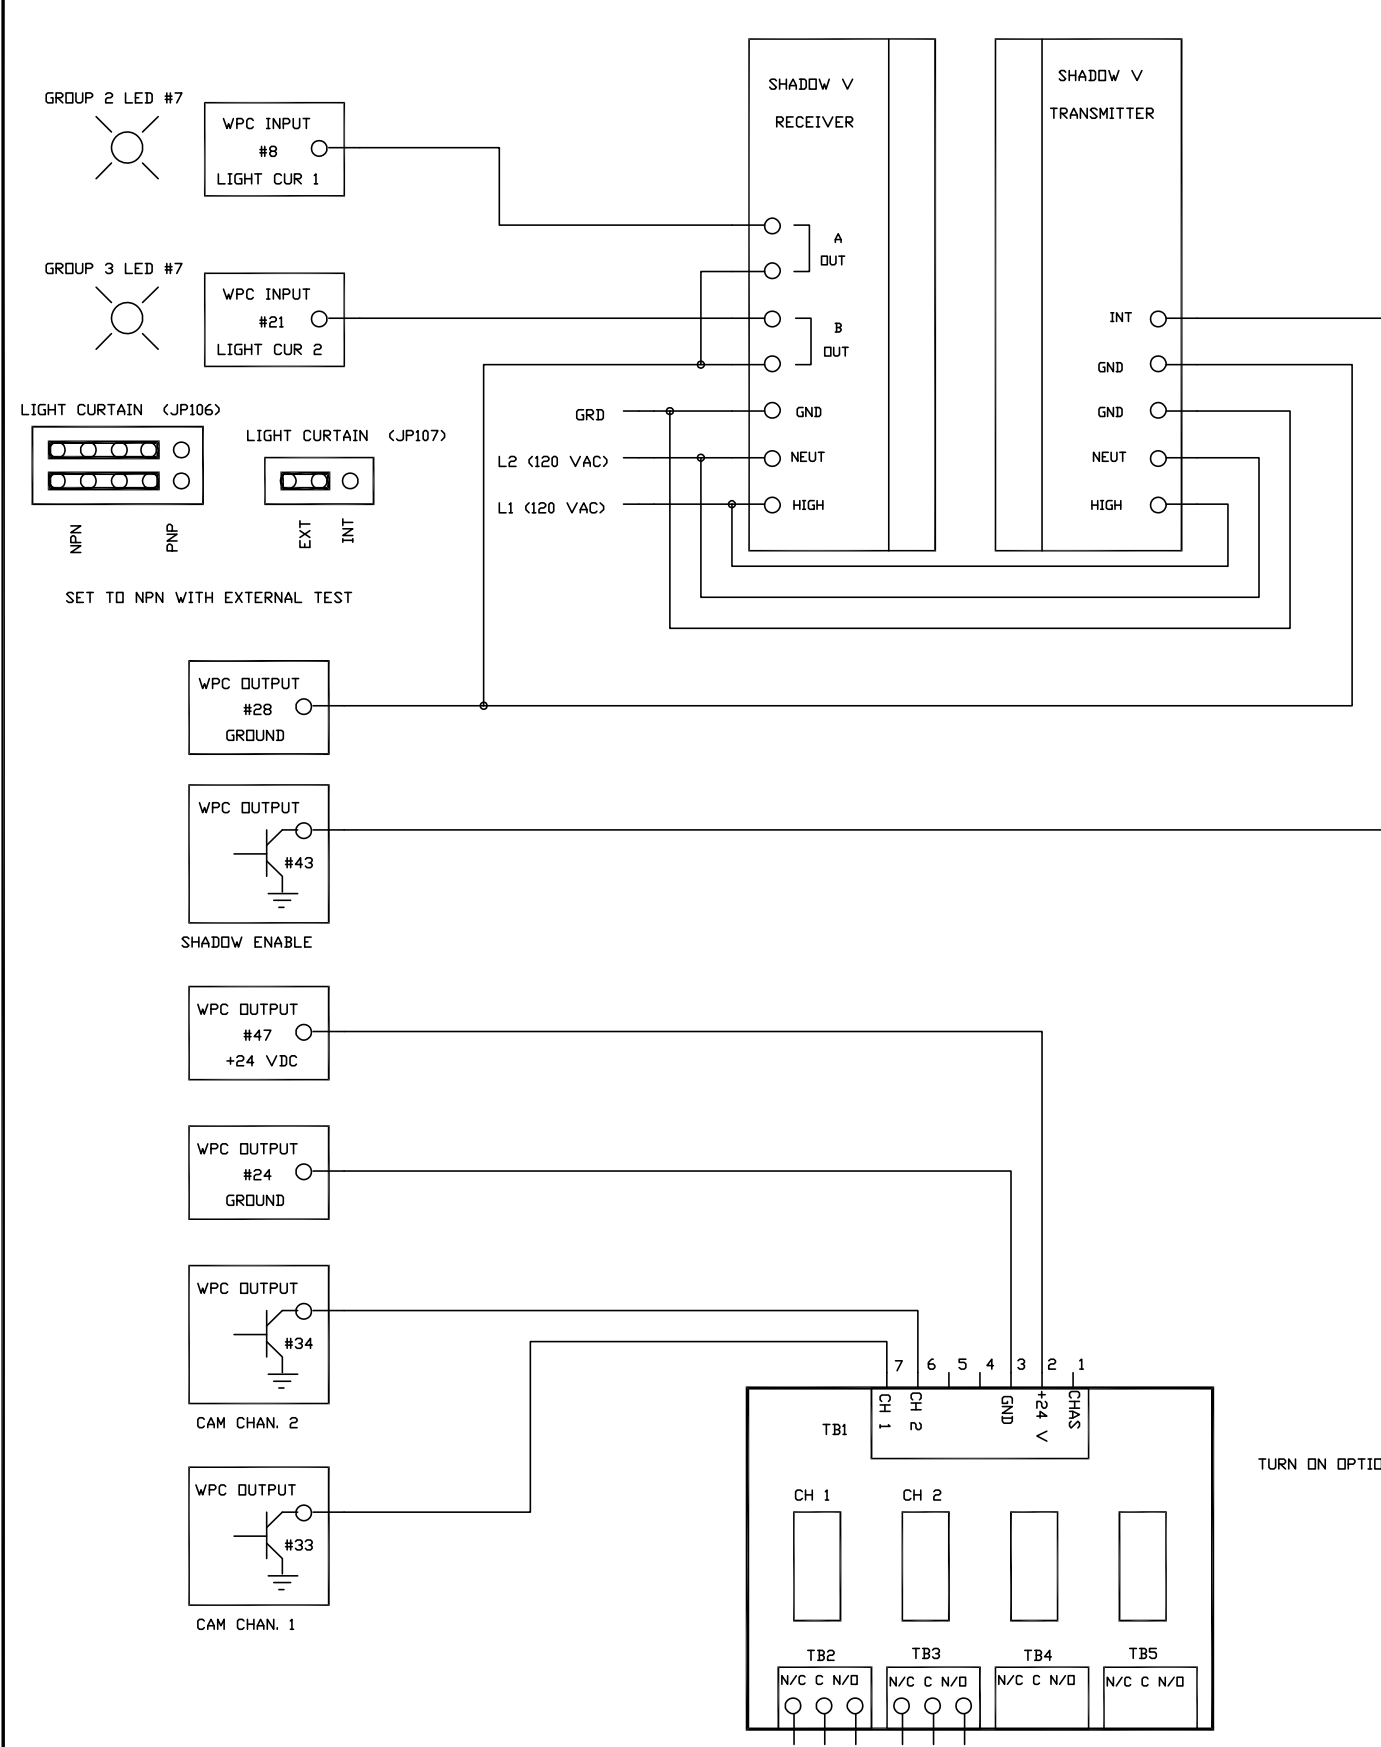 GROUP 2 LED #7
WPC INPUT
#8
LIGHT CUR 1
GROUP 3 LED #7
WPC INPUT
#21
LIGHT CUR 2
LIGHT CURTAIN (JP106)
NPN
PNP
LIGHT CURTAIN (JP107)
EXT
INT
SET TO NPN WITH EXTERNAL TEST
SHADOW V
RECEIVER
A
OUT
B
OUT
GRD
GND
L2 (120 VAC)
NEUT
L1 (120 VAC)
HIGH
SHADOW V
TRANSMITTER
INT
GND
GND
NEUT
HIGH
WPC OUTPUT
#28
GROUND
WPC OUTPUT
#43
SHADOW ENABLE
WPC OUTPUT
#47
+24 VDC
WPC OUTPUT
#24
GROUND
WPC OUTPUT
#34
CAM CHAN. 2
WPC OUTPUT
#33
CAM CHAN. 1
7 6 5 4 3 2 1
CH 1
CH 2
GND
+24 V
CHAS
TB1
TURN ON OPTIO
CH 1
CH 2
TB2
TB3
TB4
TB5
N/C C N/O
N/C C N/O
N/C C N/O
N/C C N/O